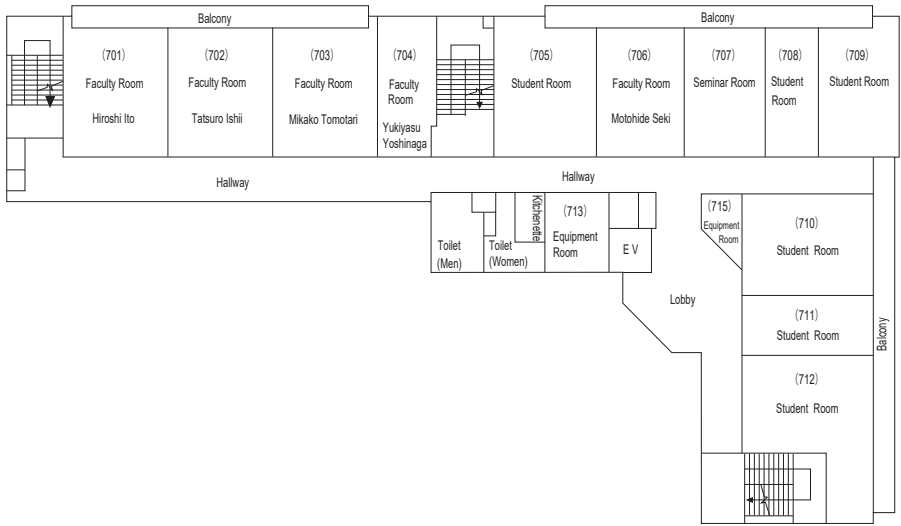 Balcony
Balcony
(701)
Faculty Room
Hiroshi Ito
(702)
Faculty Room
Tatsuro Ishii
(703)
Faculty Room
Mikako Tomotari
(704)
Faculty
Room
Yukiyasu
Yoshinaga
(705)
Student Room
(706)
Faculty Room
Motohide Seki
(707)
Seminar Room
(708)
Student
Room
(709)
Student Room
Hallway
Hallway
Toilet
(Men)
Toilet
(Women)
Kitchenette
(713)
Equipment
Room
E V
(715)
Equipment
Room
(710)
Student Room
Lobby
(711)
Student Room
Balcony
(712)
Student Room